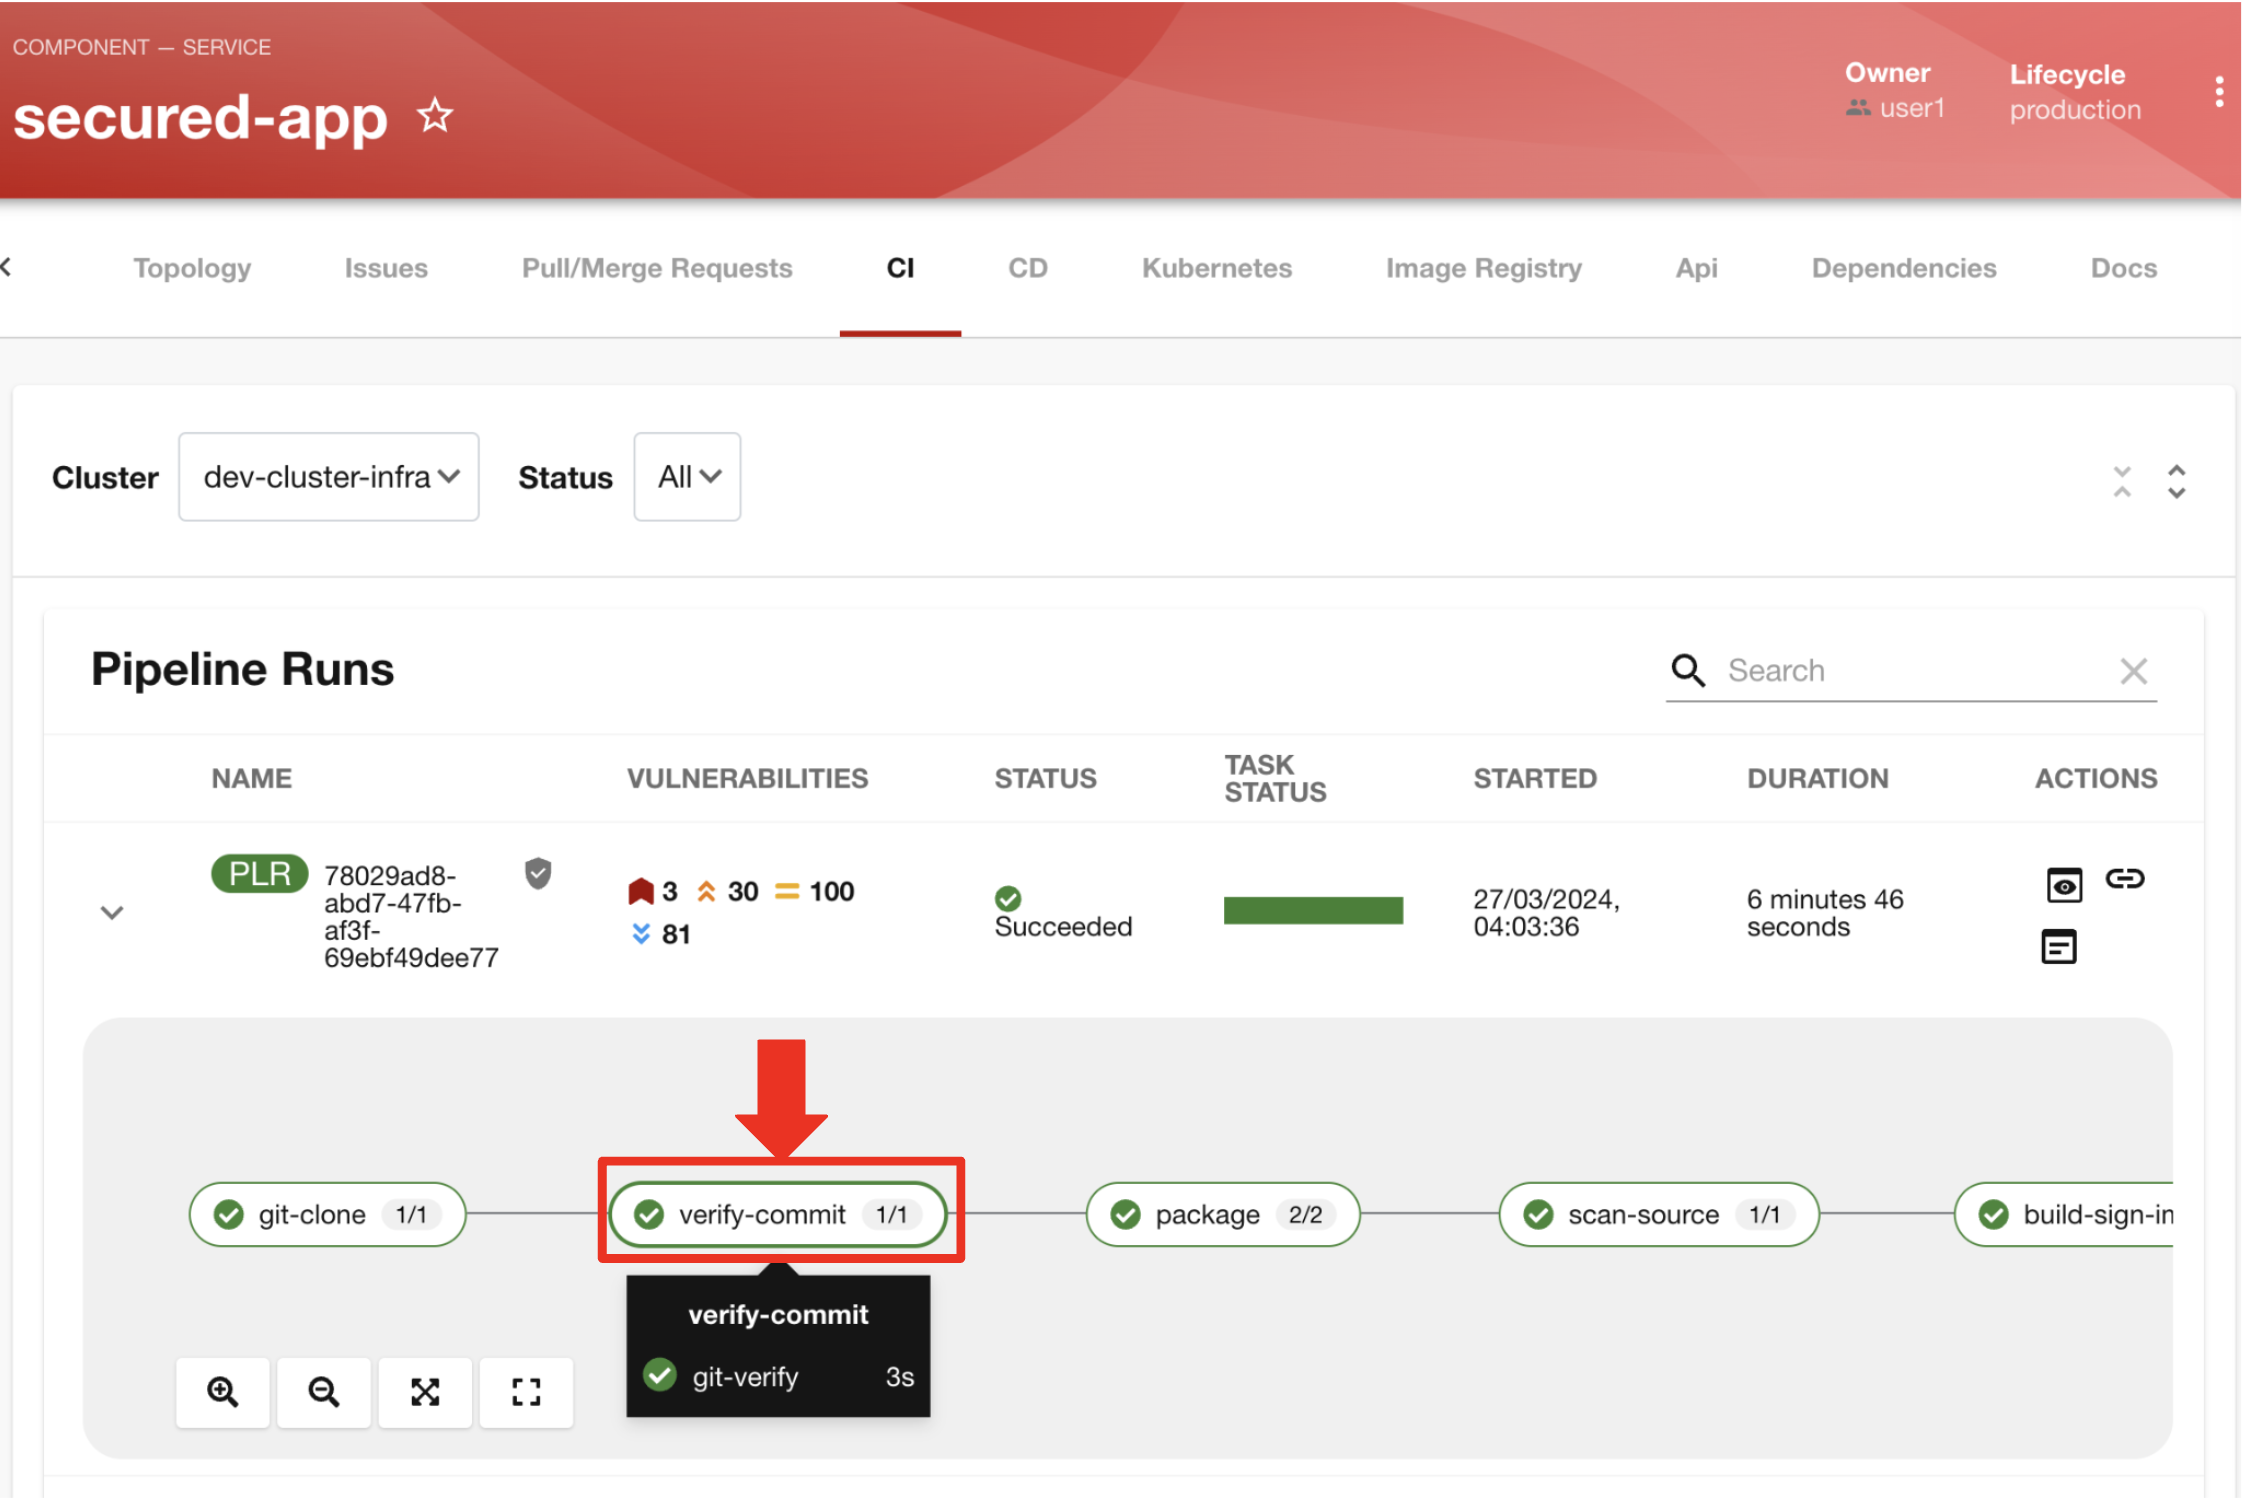 COMPONENT — SERVICE
secured-app
Owner
user1
Lifecycle
production
Topology Issues Pull/Merge Requests CI CD Kubernetes Image Registry Api Dependencies Docs
Cluster dev-cluster-infra Status All
Pipeline Runs
Search
NAME VULNERABILITIES STATUS TASK STATUS STARTED DURATION ACTIONS
PLR
78029ad8-
abd7-47fb-
af3f-
69ebf49dee77
3 30 100
81
Succeeded
27/03/2024,
04:03:36
6 minutes 46
seconds
git-clone 1/1 verify-commit 1/1 package 2/2 scan-source 1/1 build-sign-in
verify-commit
git-verify 3s